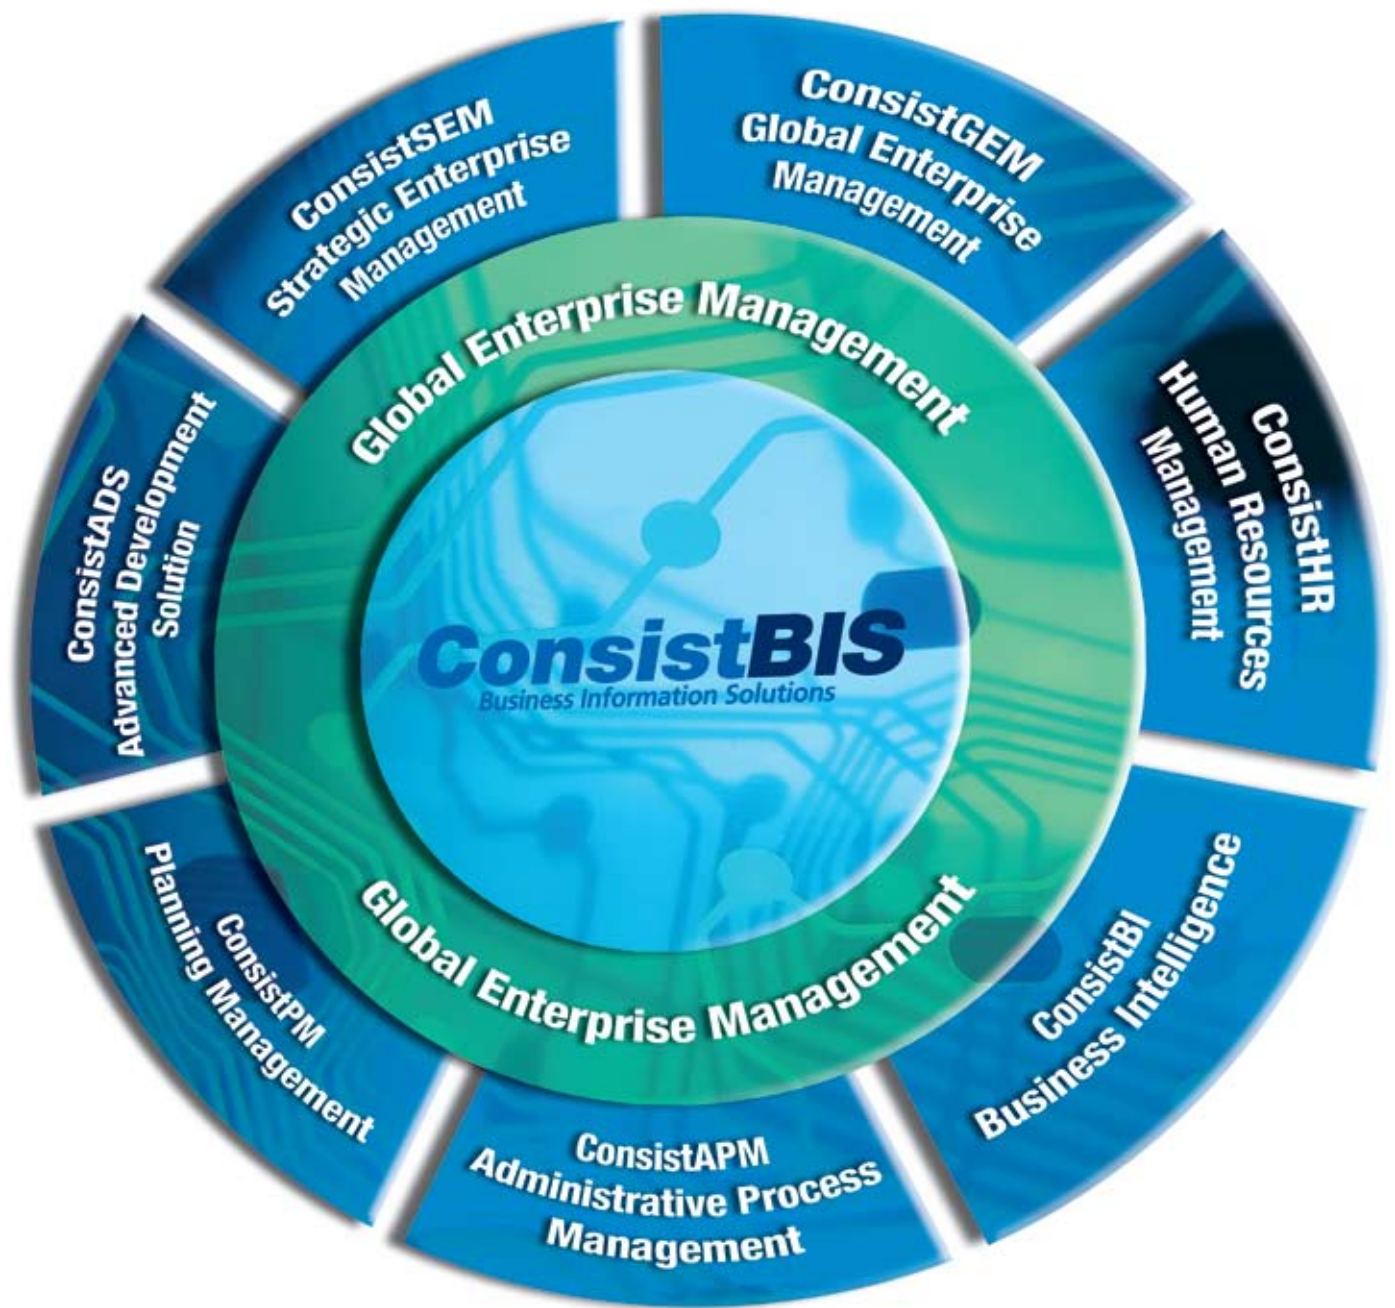 ConsistSEM
Strategic Enterprise
Management
ConsistGEM
Global Enterprise
Management
ConsistHR
Human Resources
Management
ConsistBI
Business Intelligence
ConsistAPM
Administrative Process
Management
ConsistPM
Planning Management
ConsistADS
Advanced Development
Solution
Global Enterprise Management
ConsistBIS
Business Information Solutions
Global Enterprise Management